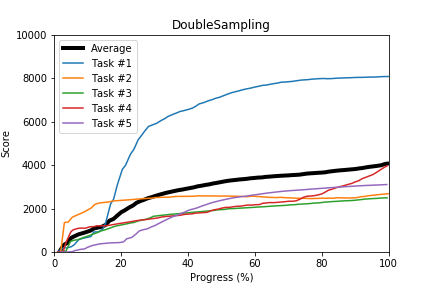 DoubleSampling
10000
8000
6000
4000
2000
0
Score
Average
Task #1
Task #2
Task #3
Task #4
Task #5
0 20 40 60 80 100
Progress (%)